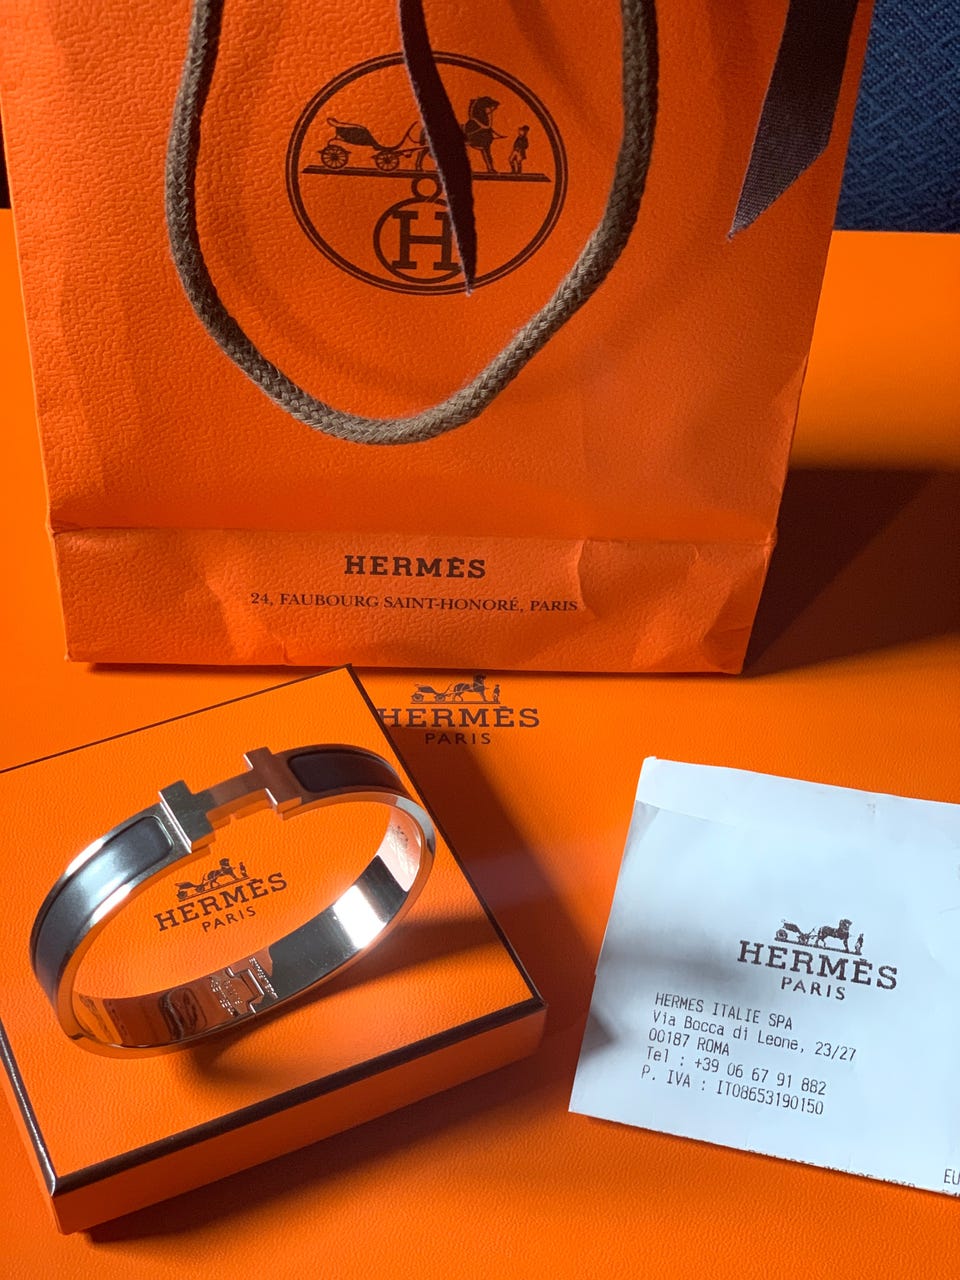 H
HERMÈS
24, FAUBOURG SAINT-HONORÉ, PARIS
HERMÈS
PARIS
HERMÈS
PARIS
HERMÈS
PARIS
HERMES ITALIE SPA
Via Bocca di Leone, 23/27
00187 ROMA
Tel : +39 06 67 91 882
P. IVA : IT08653190150
EU